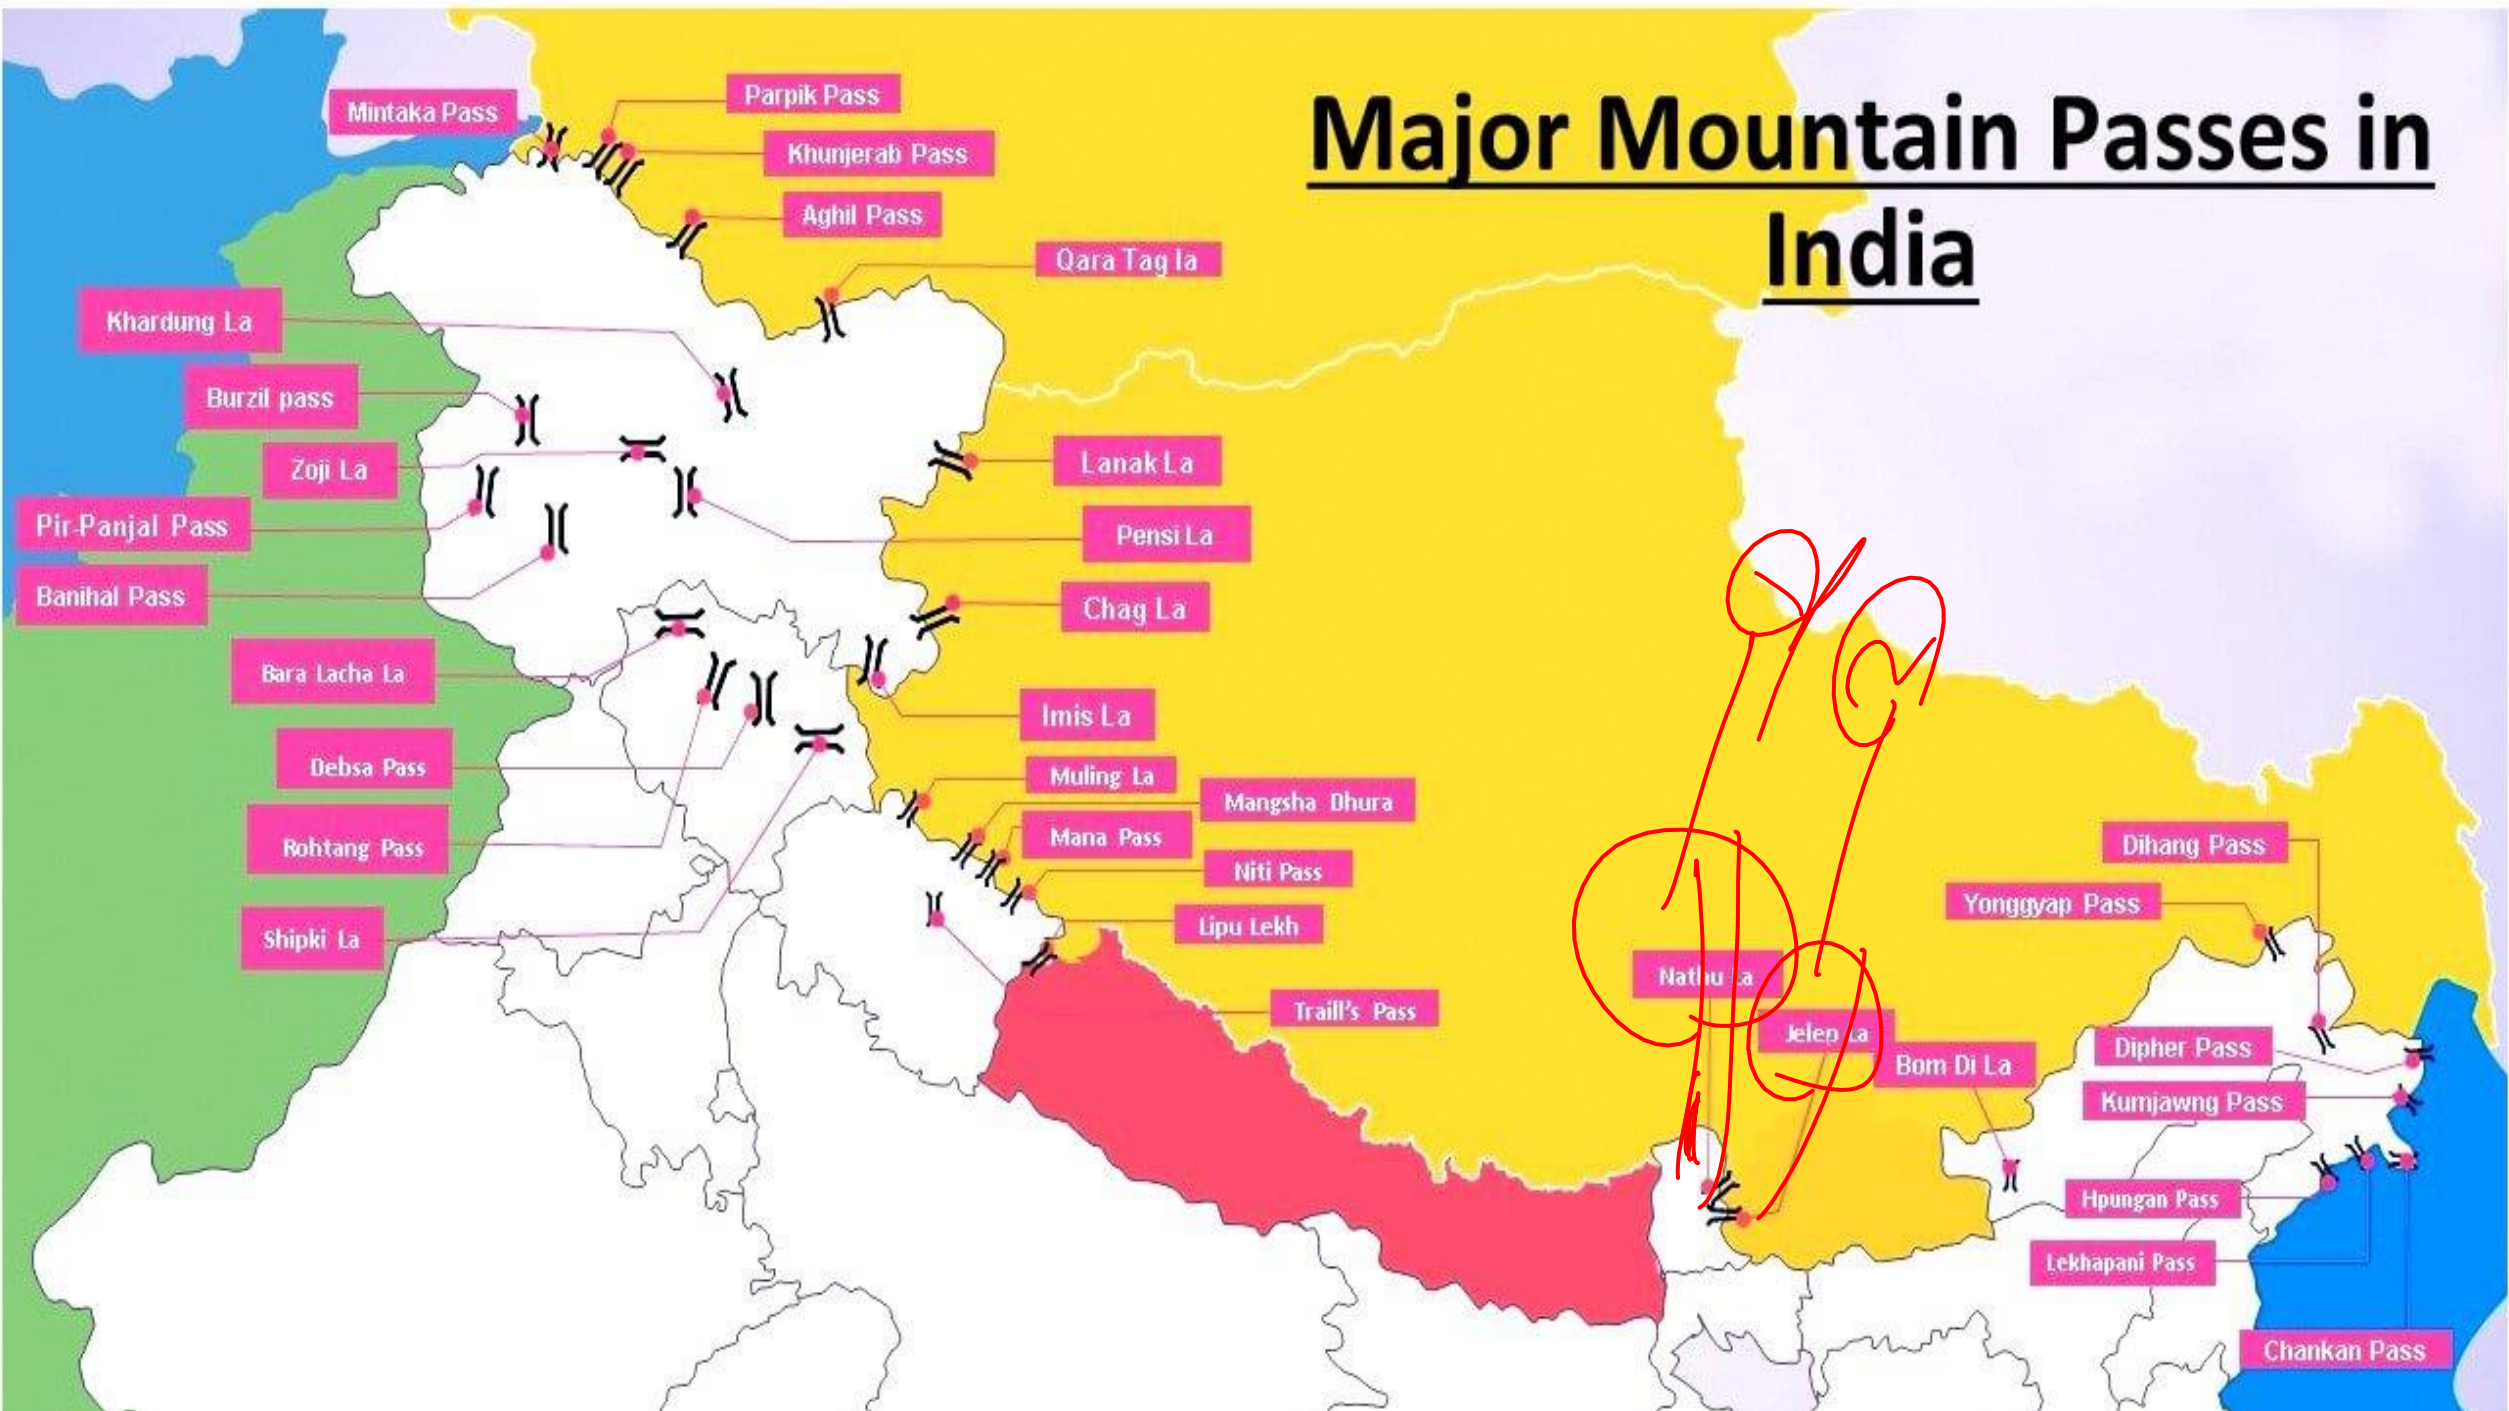 Major Mountain Passes in
India
Mintaka Pass
Parpik Pass
Khunjerab Pass
Aghil Pass
Qara Tag la
Khardung La
Burzil pass
Zoji La
Lanak La
Pir-Panjal Pass
Pensi La
Banihal Pass
Chag La
Bara Lacha La
Imis La
Debsa Pass
Muling La
Mangsha Dhura
Rohtang Pass
Mana Pass
Dihang Pass
Niti Pass
Yonggyap Pass
Shipki La
Lipu Lekh
Nathu La
Traill's Pass
Jelep La
Bom Di La
Dipher Pass
Kumjawng Pass
Hpungan Pass
Lekhapani Pass
Chankan Pass